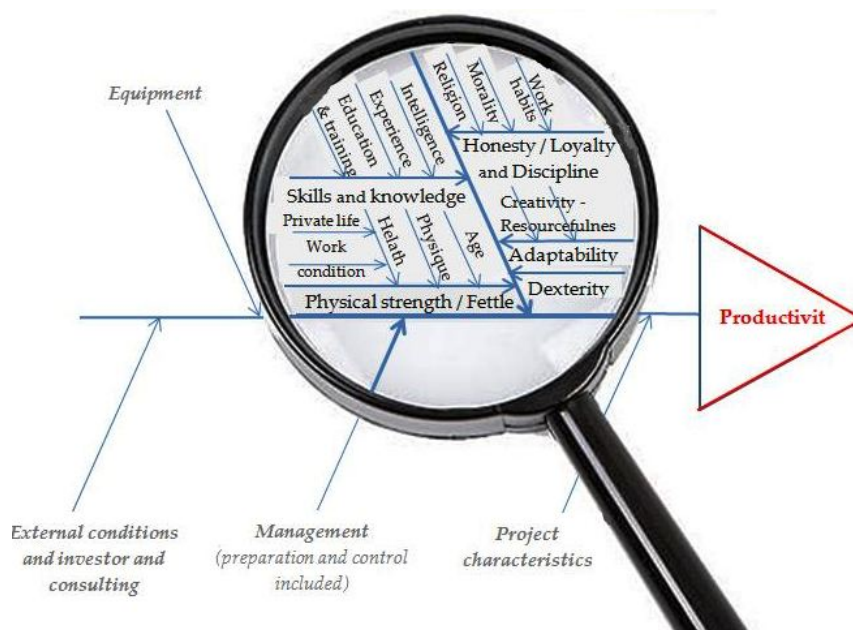 Equipment
Education
& training
Experience
Intelligence
Religion
Morality
Work
habits
Honesty / Loyalty
and Discipline
Skills and knowledge
Creativity -
Resourcefulnes
Private life
Work
condition
Helath
Physique
Age
Adaptability
Dexterity
Physical strength / Fettle
Productivit
External conditions
and investor and
consulting
Management
(preparation and control
included)
Project
characteristics